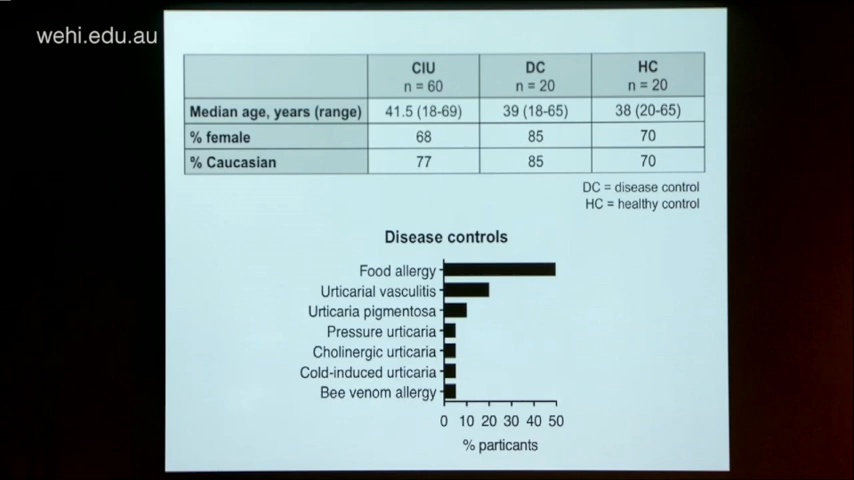 wehi.edu.au
CIU DC HC
n = 60 n = 20 n = 20
Median age, years (range) 41.5 (18-69) 39 (18-65) 38 (20-65)
% female 68 85 70
% Caucasian 77 85 70
DC = disease control
HC = healthy control
Disease controls
Food allergy
Urticarial vasculitis
Urticaria pigmentosa
Pressure urticaria
Cholinergic urticaria
Cold-induced urticaria
Bee venom allergy
0 10 20 30 40 50
% particants